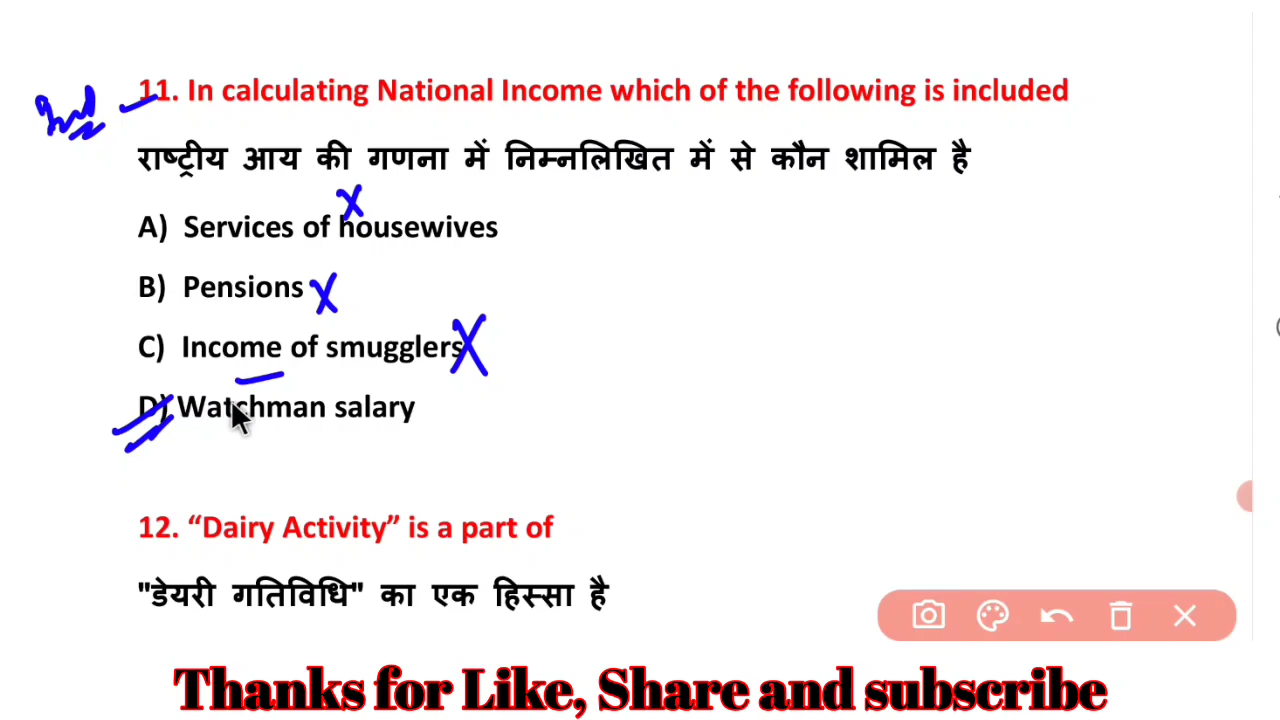 11. In calculating National Income which of the following is included
राष्ट्रीय आय की गणना में निम्नलिखित में से कौन शामिल है
A) Services of housewives
B) Pensions
C) Income of smugglers
D) Watchman salary
12. “Dairy Activity” is a part of
"डेयरी गतिविधि" का एक हिस्सा है
Thanks for Like, Share and subscribe